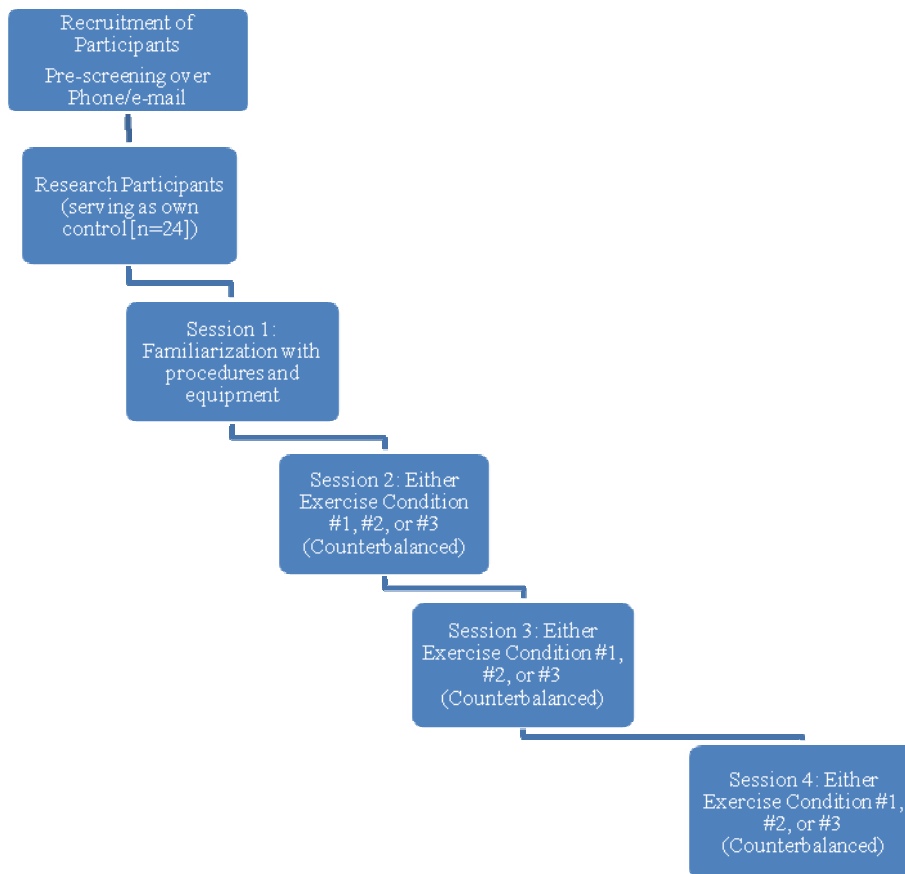 Recruitment of
Participants
Pre-screening over
Phone/e-mail
Research Participants
(serving as own
control [n=24])
Session 1:
Familiarization with
procedures and
equipment
Session 2: Either
Exercise Condition
#1, #2, or #3
(Counterbalanced)
Session 3: Either
Exercise Condition #1,
#2, or #3
(Counterbalanced)
Session 4: Either
Exercise Condition #1,
#2, or #3
(Counterbalanced)